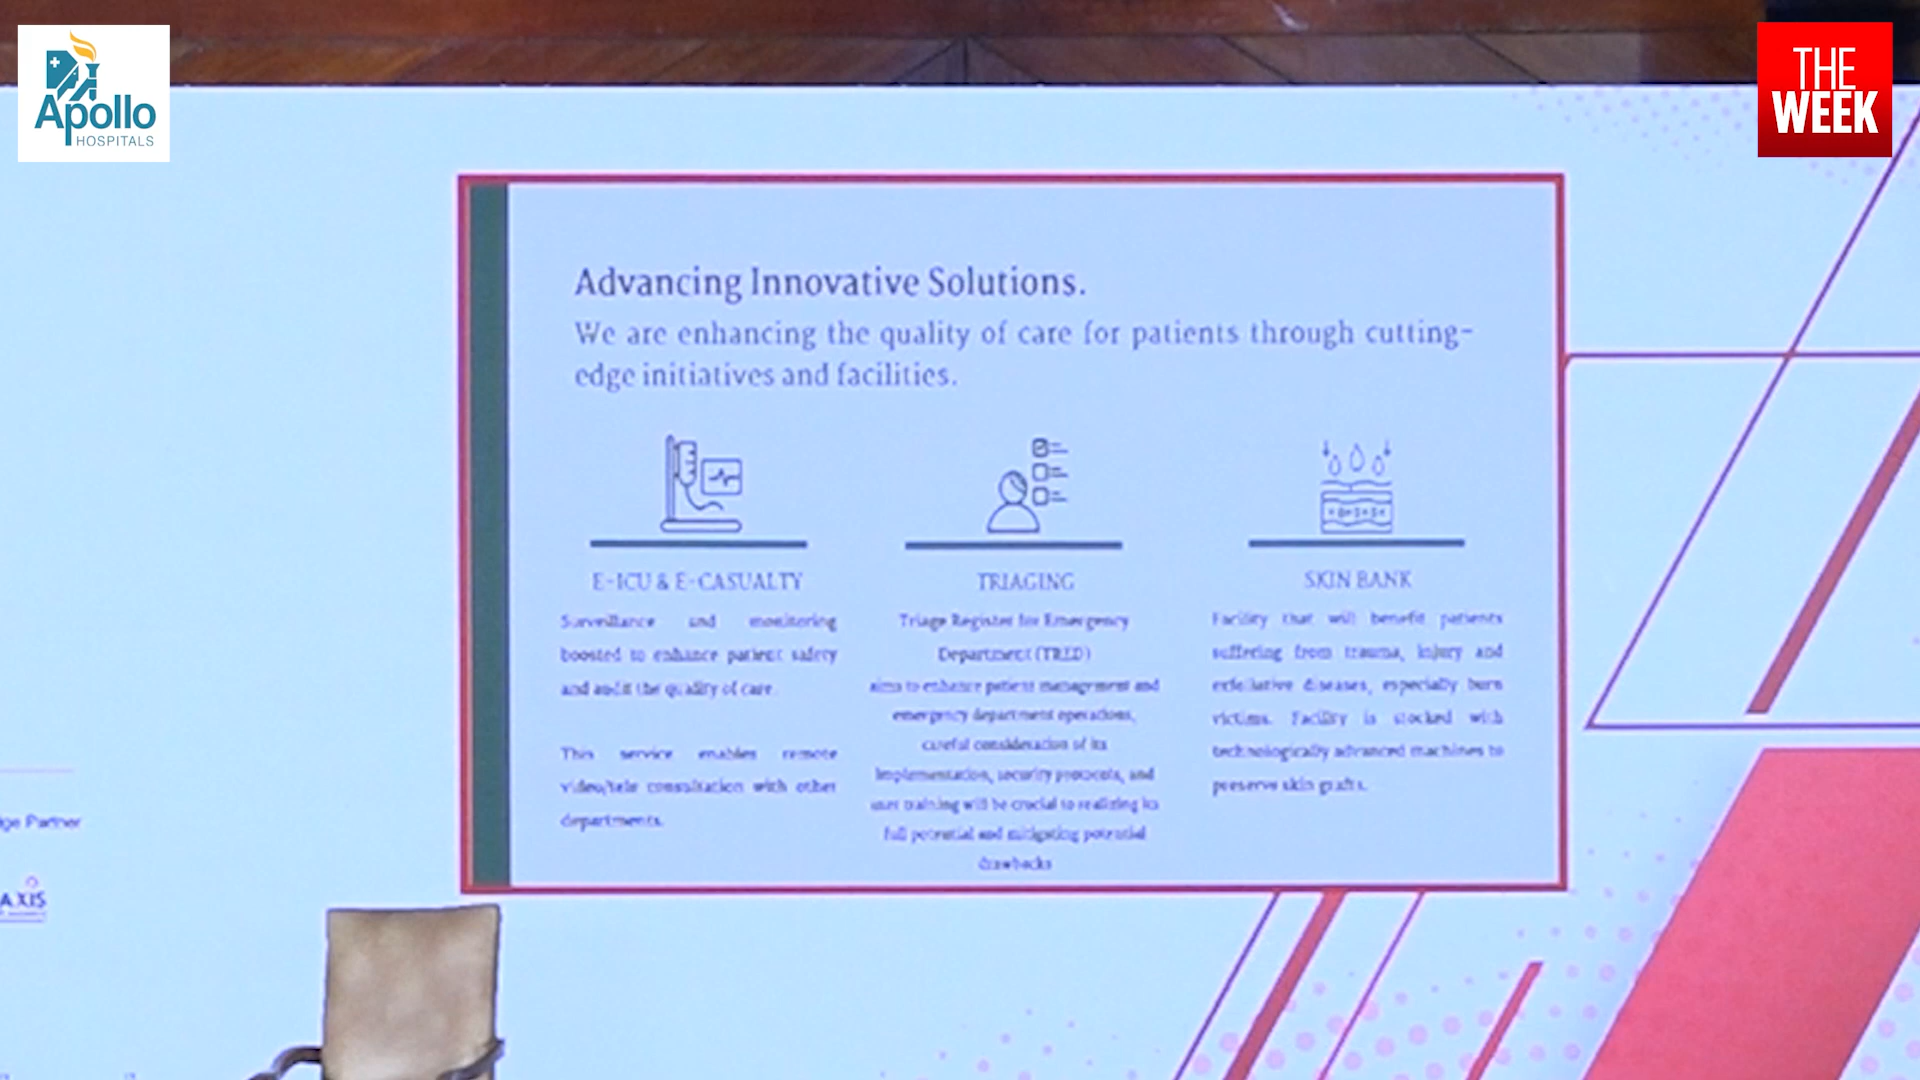 Apollo
HOSPITALS
THE
WEEK
Advancing Innovative Solutions.
We are enhancing the quality of care for patients through cutting-
edge initiatives and facilities.
E-ICU & E-CASUALTY
Surveillance and monitoring
boosted to enhance patient safety
and audit the quality of care.
This service enables remote
video/tele consultation with other
departments.
TRIAGING
Triage Register for Emergency
Department (TRED)
aims to enhance patient management and
emergency department operations,
careful consideration of its
implementation, security protocols, and
user training will be crucial to realizing its
full potential and mitigating potential
drawbacks
SKIN BANK
Facility that will benefit patients
suffering from trauma, injury and
exfoliative diseases, especially burn
victims. Facility is stocked with
technologically advanced machines to
preserve skin grafts.
Partner
AXIS